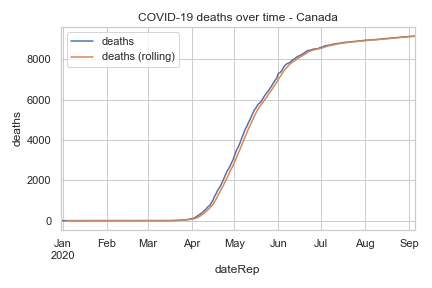 COVID-19 deaths over time - Canada
deaths
deaths (rolling)
deaths
8000
6000
4000
2000
0
Jan Feb Mar Apr May Jun Jul Aug Sep
2020
dateRep